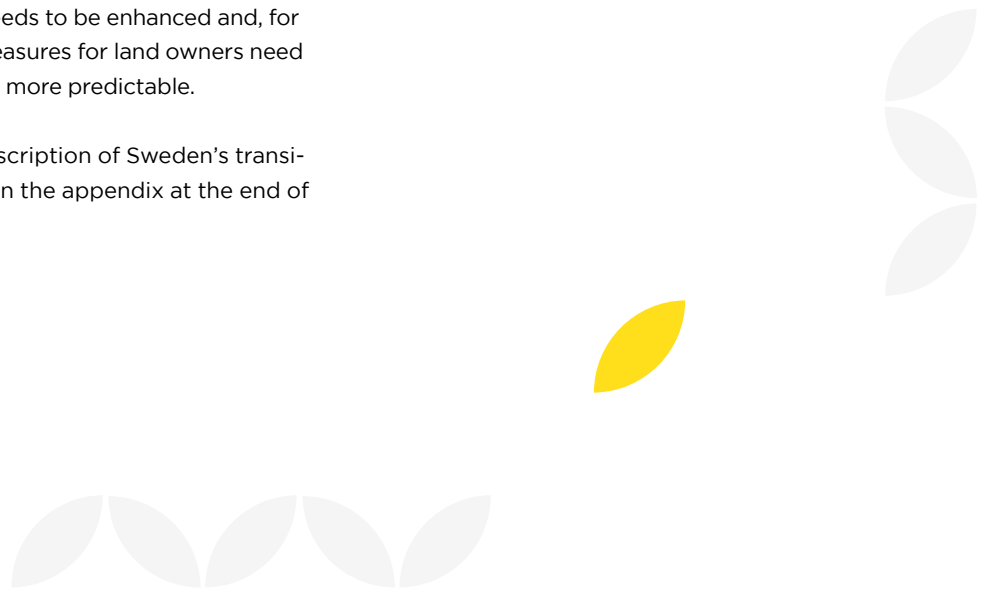 eds to be enhanced and, for
easures for land owners need
more predictable.
scription of Sweden’s transi-
n the appendix at the end of